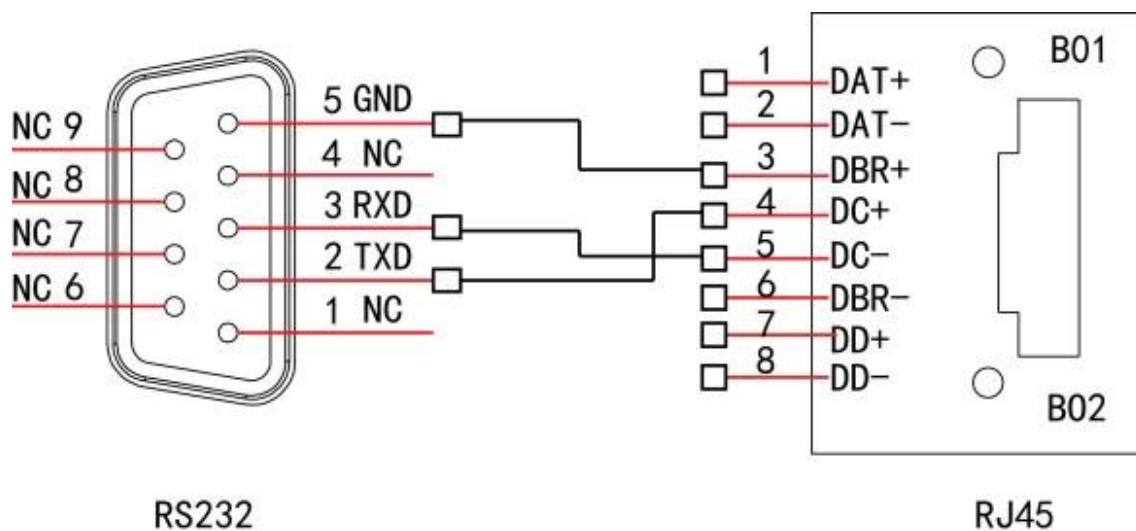 NC 9
NC 8
NC 7
NC 6
5 GND
4 NC
3 RXD
2 TXD
1 NC
1 DAT+
2 DAT-
3 DBR+
4 DC+
5 DC-
6 DBR-
7 DD+
8 DD-
B01
B02
RS232
RJ45